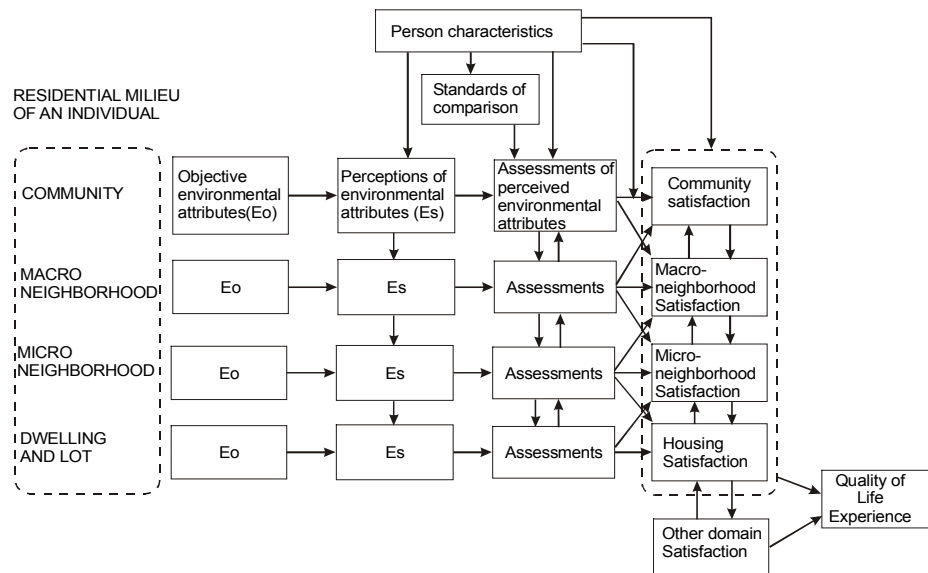 Person characteristics
Standards of
comparison
RESIDENTIAL MILIEU
OF AN INDIVIDUAL
COMMUNITY
Objective
environmental
attributes(Eo)
Perceptions of
environmental
attributes (Es)
Assessments of
perceived
environmental
attributes
Community
satisfaction
MACRO
NEIGHBORHOOD
Eo
Es
Assessments
Macro-
neighborhood
Satisfaction
MICRO
NEIGHBORHOOD
Eo
Es
Assessments
Micro-
neighborhood
Satisfaction
DWELLING
AND LOT
Eo
Es
Assessments
Housing
Satisfaction
Quality of
Life
Experience
Other domain
Satisfaction